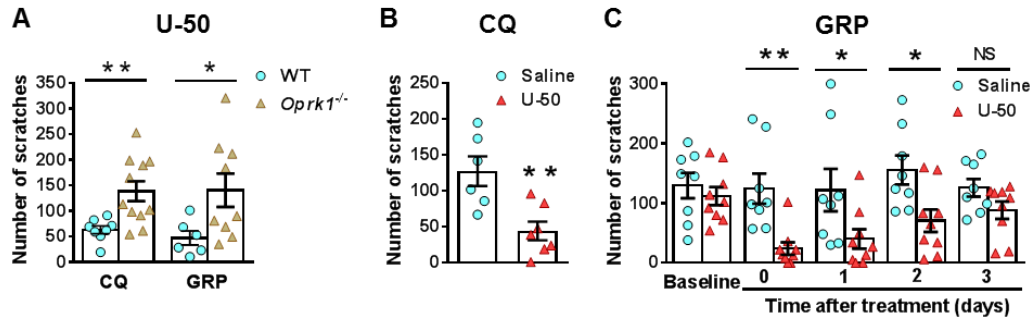 A
U-50
Number of scratches
350
300
250
200
150
100
50
0
**
*
WT
Oprk1-/-
CQ
GRP
B
CQ
Number of scratches
250
200
150
100
50
0
Saline
U-50
**
C
GRP
Number of scratches
300
200
100
0
**
*
*
NS
Saline
U-50
Baseline
0
1
2
3
Time after treatment (days)